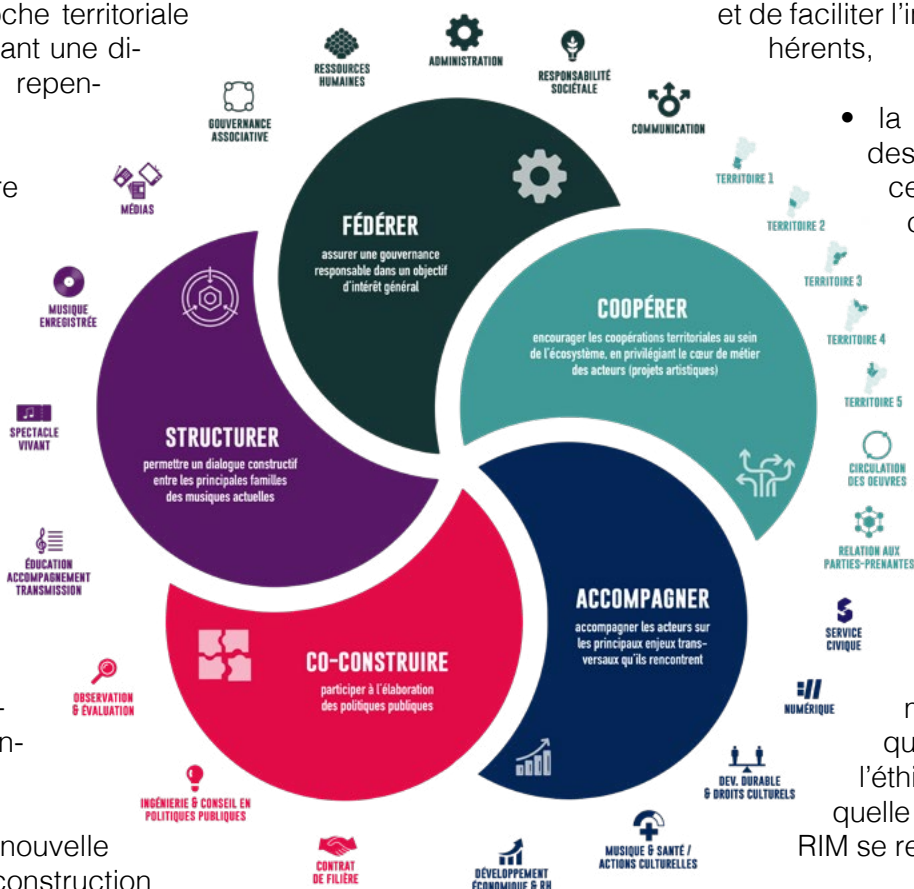 oche territoriale
ant une di-
repen-
re
-
n-
nouvelle
construction
et de faciliter l'i
hérents,
• la
des
ce
qu
l'éthi
quelle
RIM se re
RESSOURCES
HUMAINES
ADMINISTRATION
RESPONSABILITÉ
SOCIÉTALE
COMMUNICATION
GOUVERNANCE
ASSOCIATIVE
MÉDIAS
MUSIQUE
ENREGISTRÉE
SPECTACLE
VIVANT
ÉDUCATION
ACCOMPAGNEMENT
TRANSMISSION
FÉDÉRER
assurer une gouvernance
responsable dans un objectif
d'intérêt général
COOPÉRER
encourager les coopérations territoriales au sein
de l'écosystème, en privilégiant le cœur de métier
des acteurs (projets artistiques)
TERRITOIRE 1
TERRITOIRE 2
TERRITOIRE 3
TERRITOIRE 4
TERRITOIRE 5
CIRCULATION
DES OEUVRES
RELATION AUX
PARTIES-PRENANTES
STRUCTURER
permettre un dialogue constructif
entre les principales familles
des musiques actuelles
ACCOMPAGNER
accompagner les acteurs sur
les principaux enjeux trans-
versaux qu'ils rencontrent
SERVICE
CIVIQUE
NUMÉRIQUE
DEV. DURABLE
& DROITS CULTURELS
MUSIQUE & SANTÉ /
ACTIONS CULTURELLES
DÉVELOPPEMENT
ÉCONOMIQUE & RH
CO-CONSTRUIRE
participer à l'élaboration
des politiques publiques
OBSERVATION
& ÉVALUATION
INGÉNIERIE & CONSEIL EN
POLITIQUES PUBLIQUES
CONTRAT
DE FILIÈRE